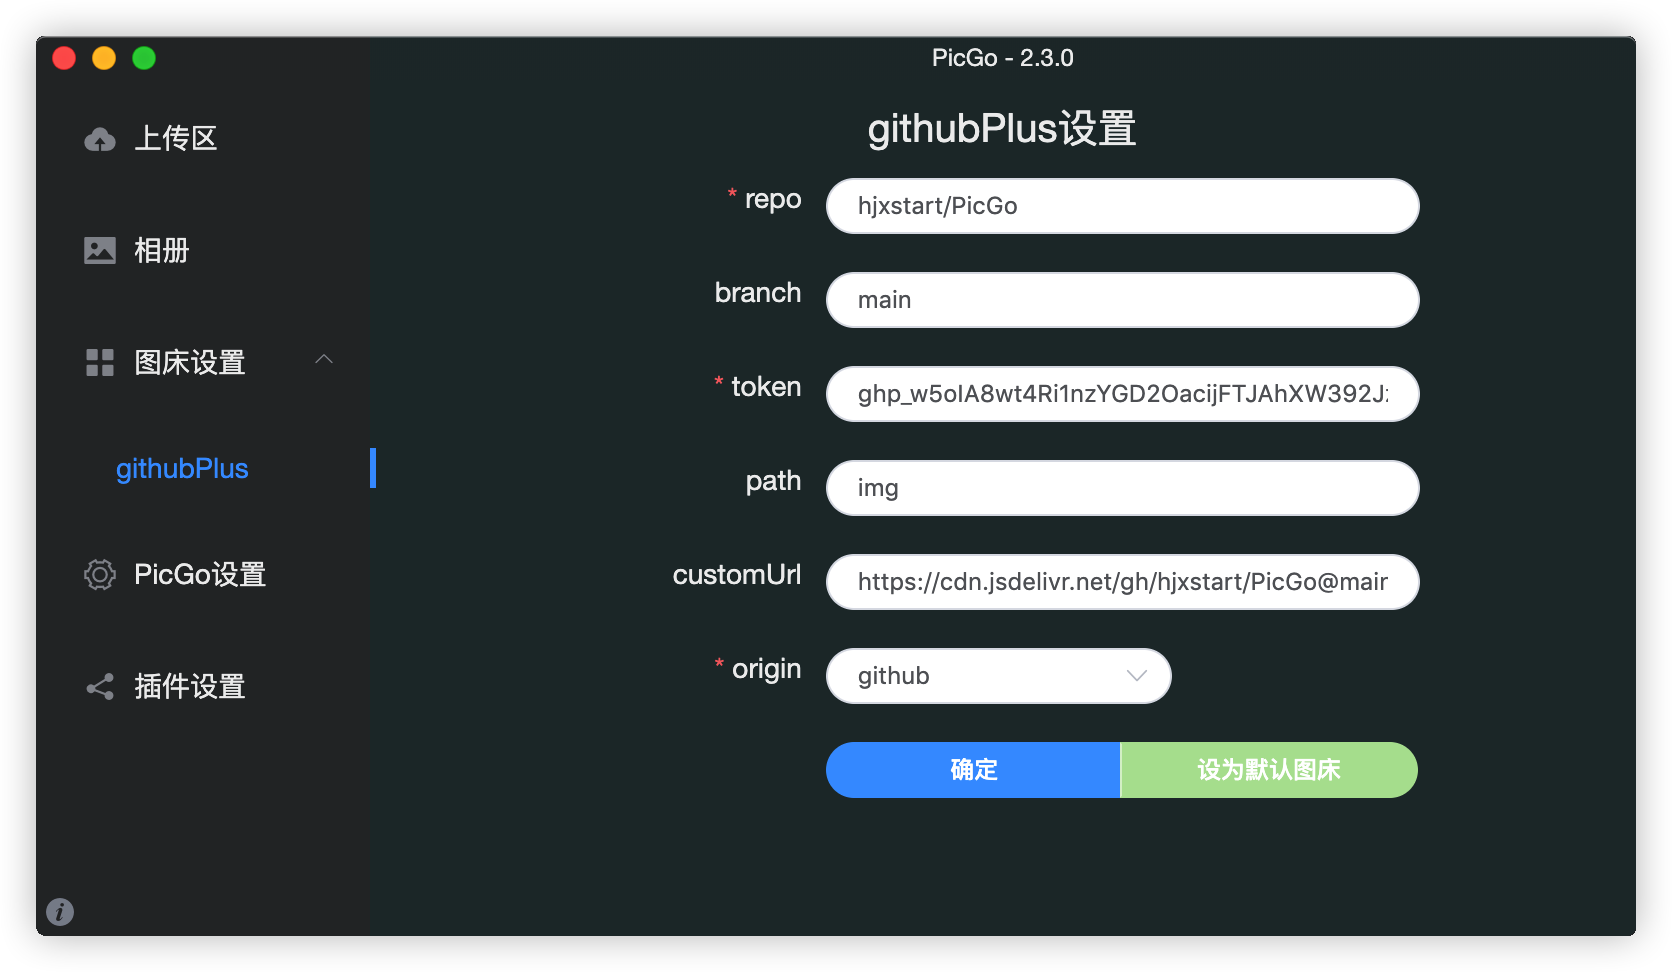 PicGo - 2.3.0
上传区
相册
图床设置
githubPlus
PicGo设置
插件设置
githubPlus设置
* repo
hjxstart/PicGo
branch
main
* token
ghp_w5oIA8wt4Ri1nzYGD2OacijFTJAhXW392J
path
img
customUrl
https://cdn.jsdelivr.net/gh/hjxstart/PicGo@main
* origin
github
确定
设为默认图床